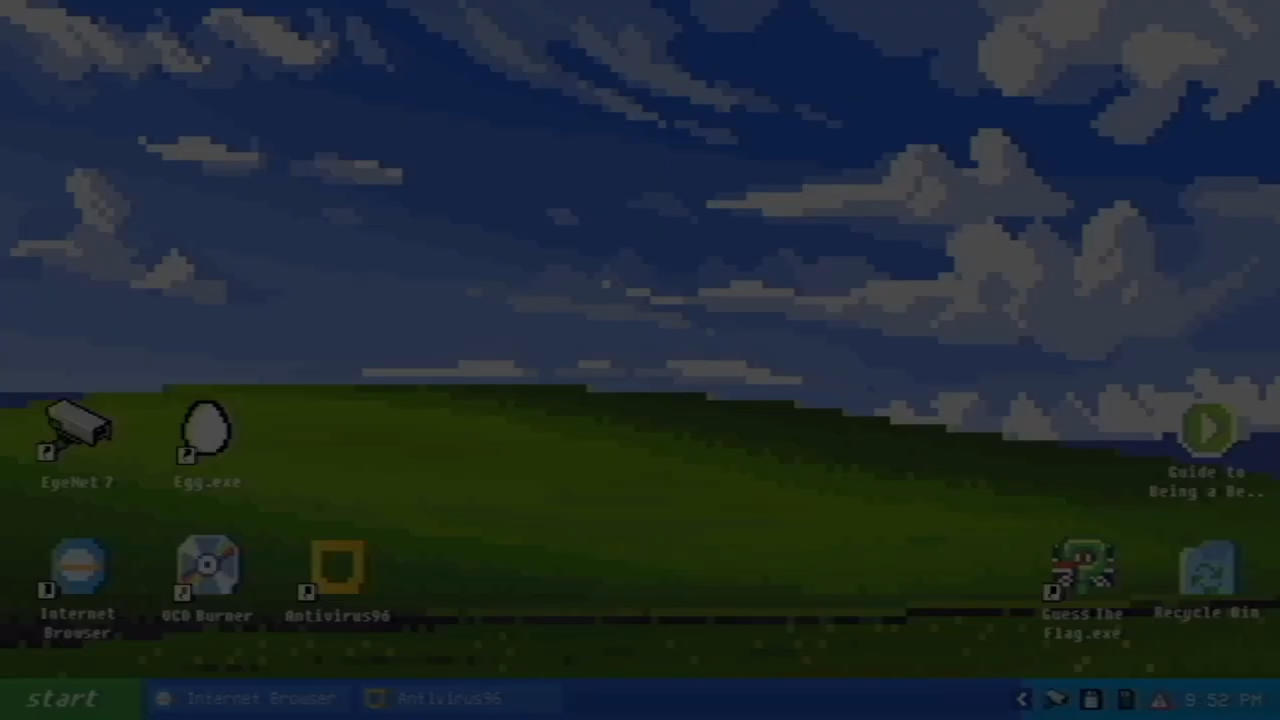 EyeNet 7
Egg.exe
Guide to
Being a Be..
Internet
Browser
UCD Burner
Antivirus96
Guess The
Flag.exe
Recycle Bin
start
Internet Browser
Antivirus96
9:52 PM